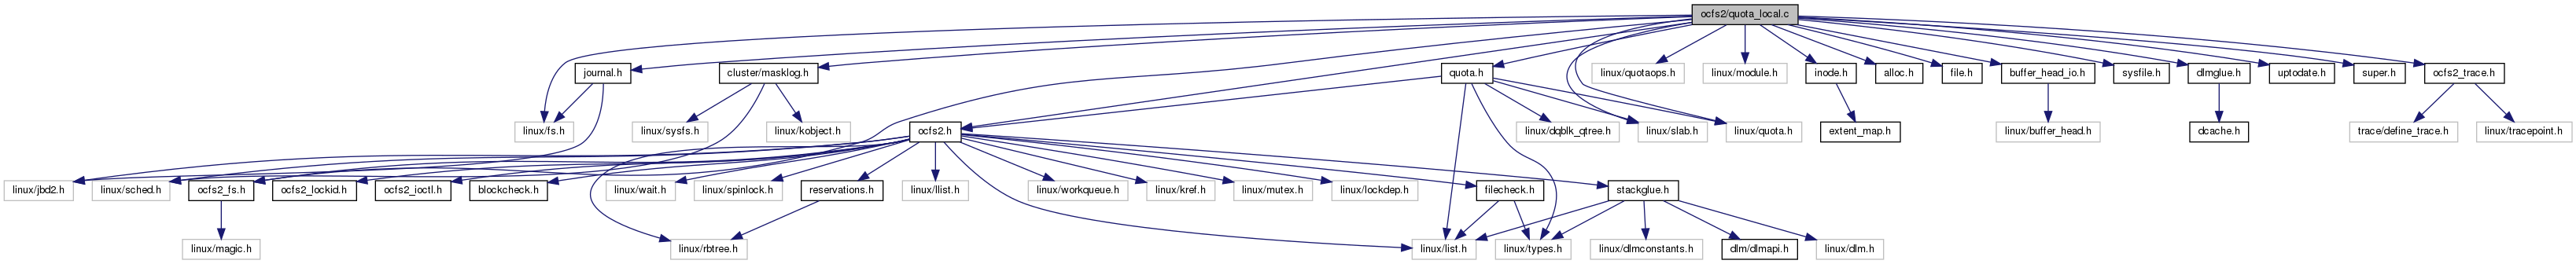 ocfs2/quota_local.c
journal.h
cluster/masklog.h
quota.h
linux/quotaops.h
linux/module.h
inode.h
alloc.h
file.h
buffer_head_io.h
sysfile.h
dlmglue.h
uptodate.h
super.h
ocfs2_trace.h
linux/fs.h
linux/sysfs.h
linux/kobject.h
ocfs2.h
linux/dqblk_qtree.h
linux/slab.h
linux/quota.h
extent_map.h
linux/buffer_head.h
dcache.h
trace/define_trace.h
linux/tracepoint.h
linux/jbd2.h
linux/sched.h
ocfs2_fs.h
ocfs2_lockid.h
ocfs2_ioctl.h
blockcheck.h
linux/wait.h
linux/spinlock.h
reservations.h
linux/llist.h
linux/workqueue.h
linux/kref.h
linux/mutex.h
linux/lockdep.h
filecheck.h
stackglue.h
linux/magic.h
linux/rbtree.h
linux/list.h
linux/types.h
linux/dlmconstants.h
dlm/dlmapi.h
linux/dlm.h